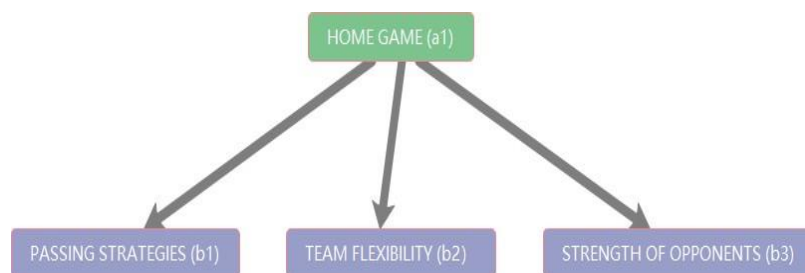 HOME GAME (a1)
PASSING STRATEGIES (b1)
TEAM FLEXIBILITY (b2)
STRENGTH OF OPPONENTS (b3)